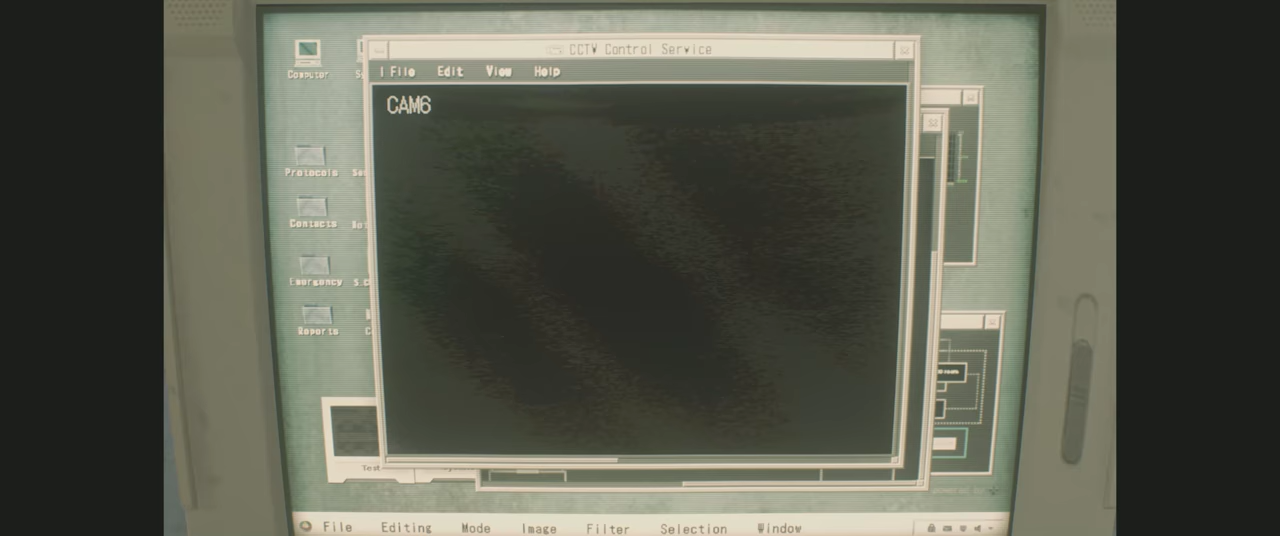 CCTV Control Service
File Edit View Help
CAM6
Computer
Protocols
Contacts
Emergency
Reports
Test
File Editing Mode Image Filter Selection Window